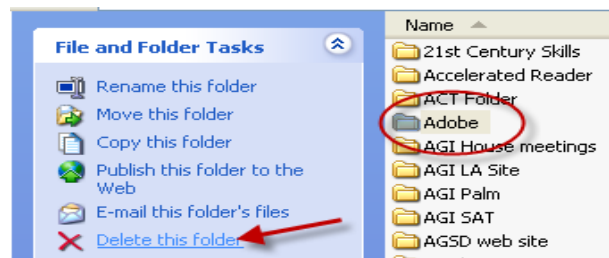 File and Folder Tasks
Rename this folder
Move this folder
Copy this folder
Publish this folder to the
Web
E-mail this folder's files
Delete this folder
Name
21st Century Skills
Accelerated Reader
ACT Folder
Adobe
AGI House meetings
AGI LA Site
AGI Palm
AGI SAT
AGSD web site